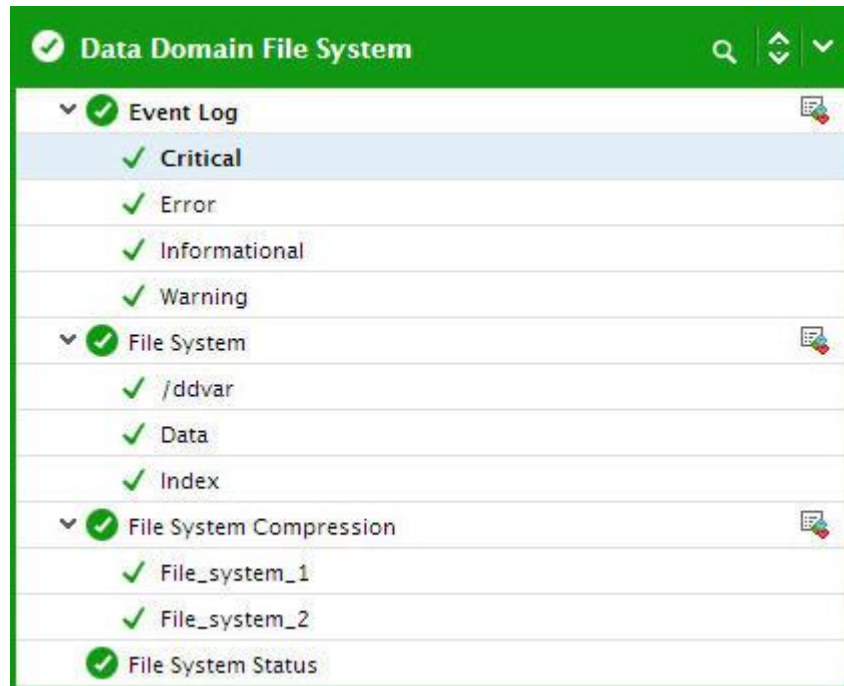 Data Domain File System
Event Log
Critical
Error
Informational
Warning
File System
/ddvar
Data
Index
File System Compression
File_system_1
File_system_2
File System Status